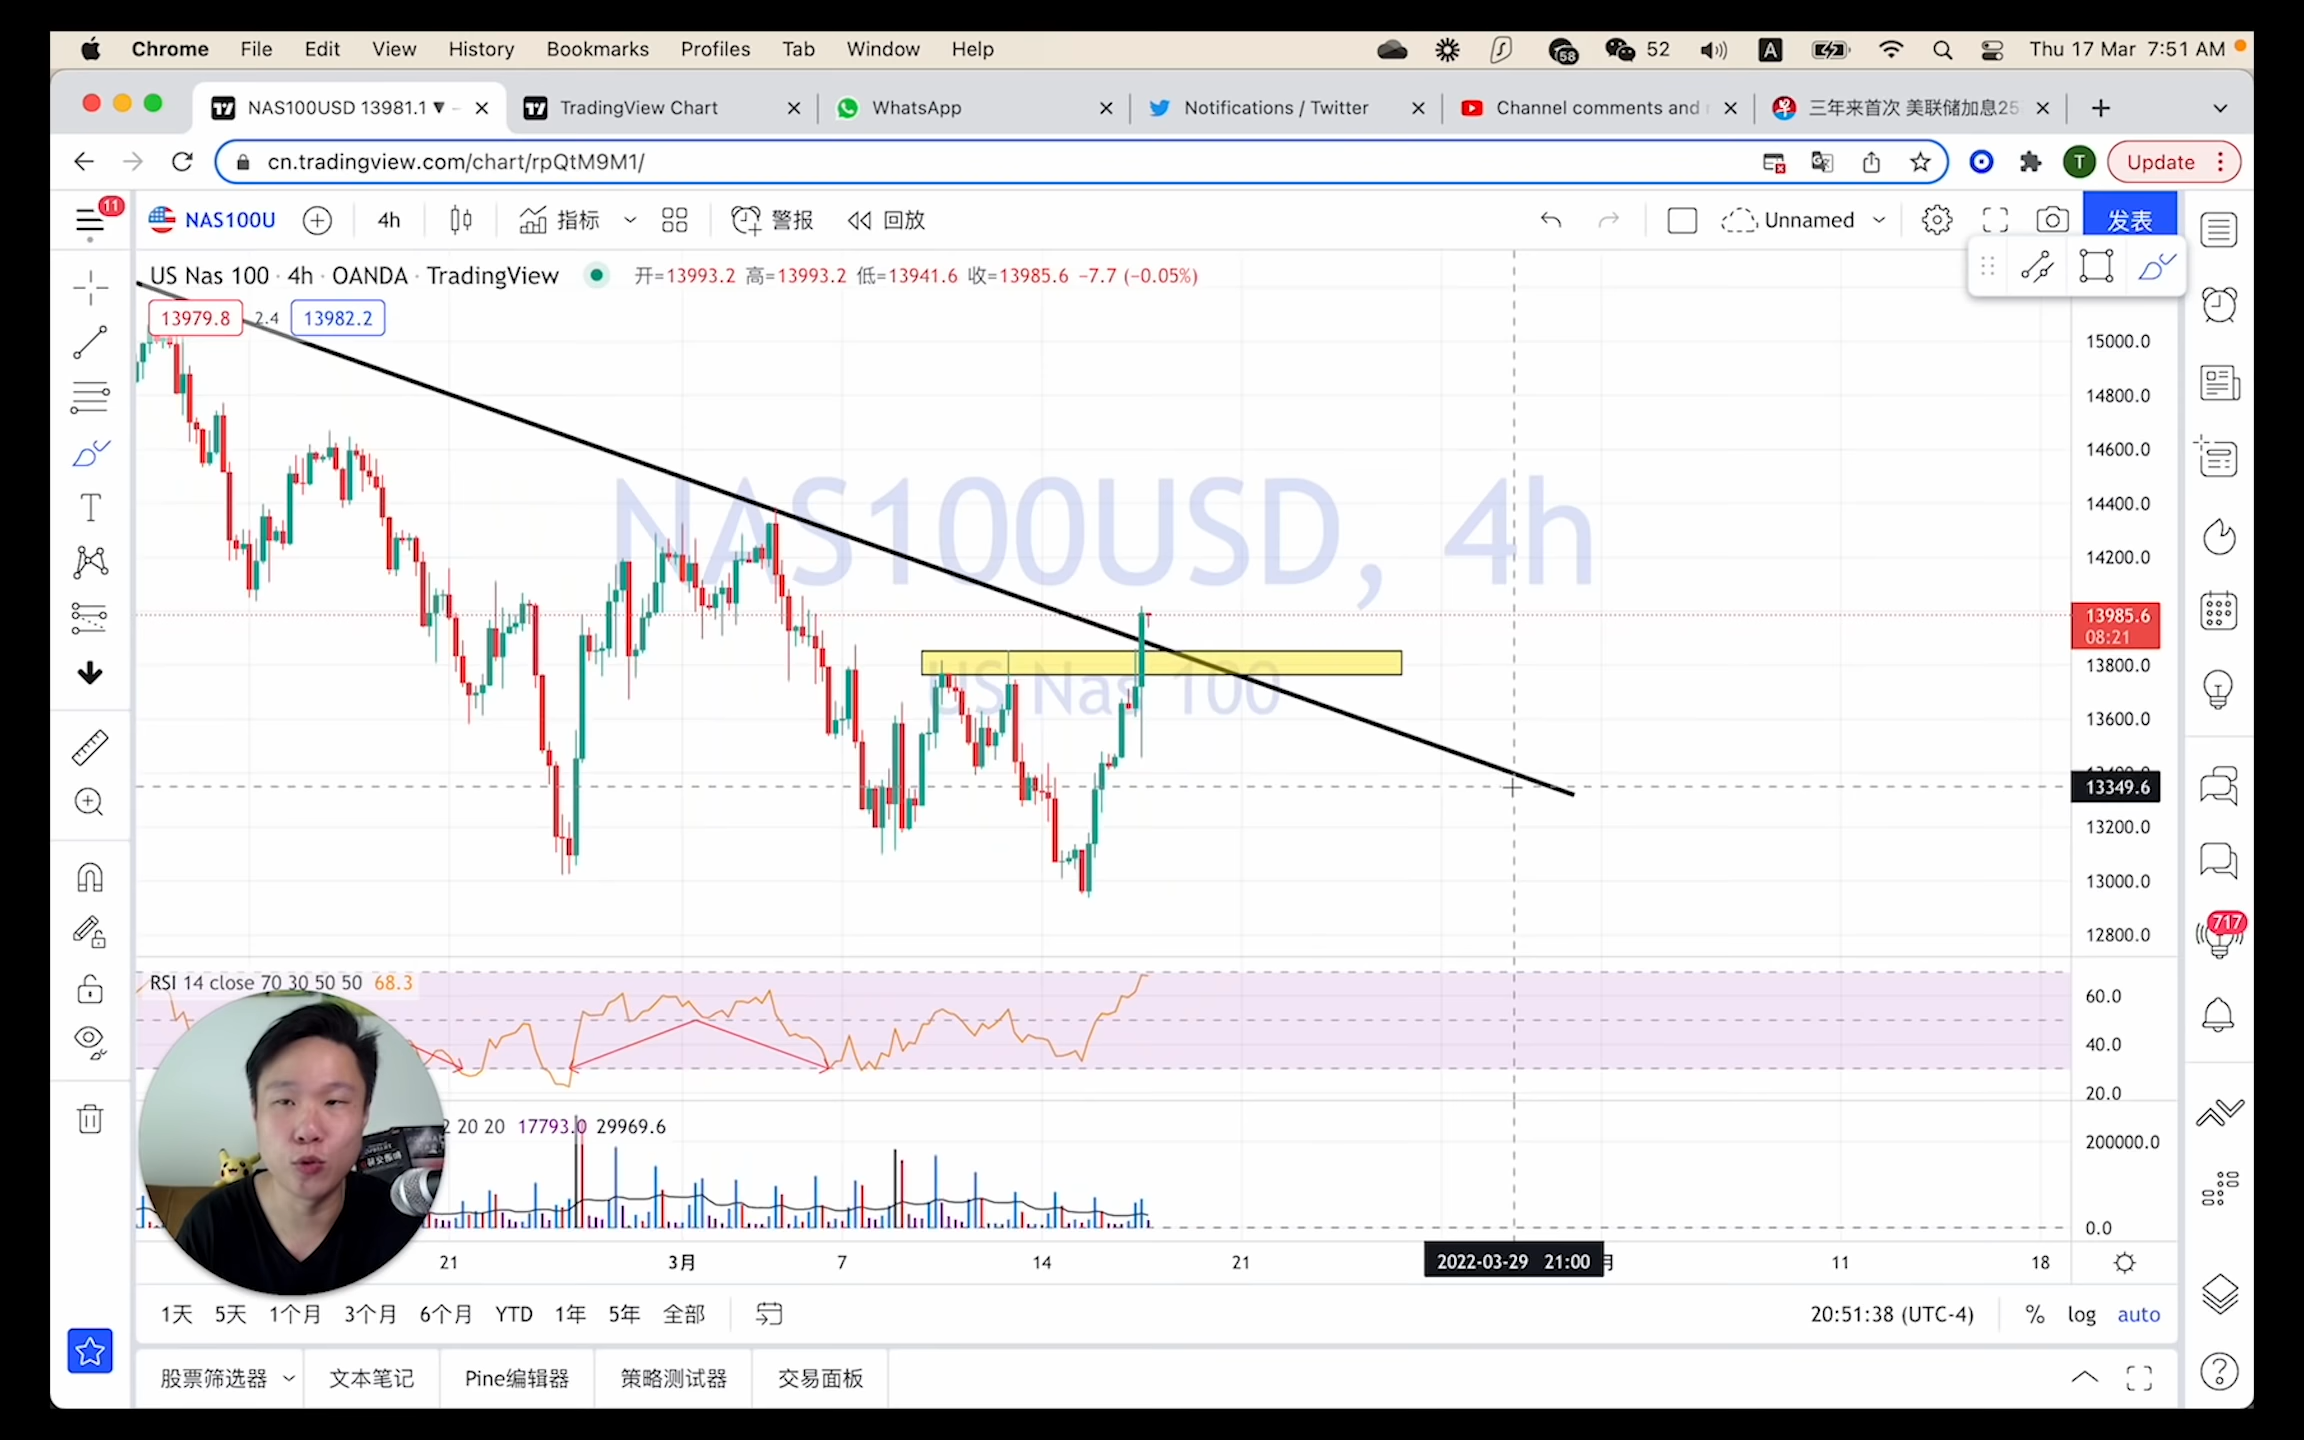 Chrome File Edit View History Bookmarks Profiles Tab Window Help 58 52 A Thu 17 Mar 7:51 AM
NAS100USD 13981.1 ▼ – TradingView Chart WhatsApp Notifications / Twitter Channel comments and 三年来首次 美联储加息25
cn.tradingview.com/chart/rpQtM9M1/ T Update
11 NAS100U 4h 指标 警报 回放 Unnamed 发表
US Nas 100 · 4h · OANDA · TradingView 开=13993.2 高=13993.2 低=13941.6 收=13985.6 −7.7 (−0.05%)
13979.8 2.4 13982.2
NAS100USD, 4h
US Nas 100
15000.0
14800.0
14600.0
14400.0
14200.0
13985.6
08:21
13800.0
13600.0
13349.6
13200.0
13000.0
12800.0
717
RSI 14 close 70 30 50 50 68.3
60.0
40.0
20.0
2 20 20 17793.0 29969.6
200000.0
0.0
21 3月 7 14 21 2022-03-29 21:00 月 11 18
1天 5天 1个月 3个月 6个月 YTD 1年 5年 全部 20:51:38 (UTC-4) % log auto
股票筛选器 文本笔记 Pine编辑器 策略测试器 交易面板